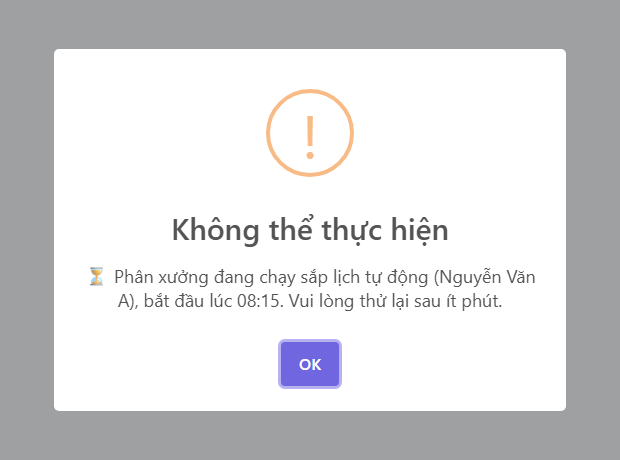 Không thể thực hiện
⏳ Phân xưởng đang chạy sắp lịch tự động (Nguyễn Văn
A), bắt đầu lúc 08:15. Vui lòng thử lại sau ít phút.
OK